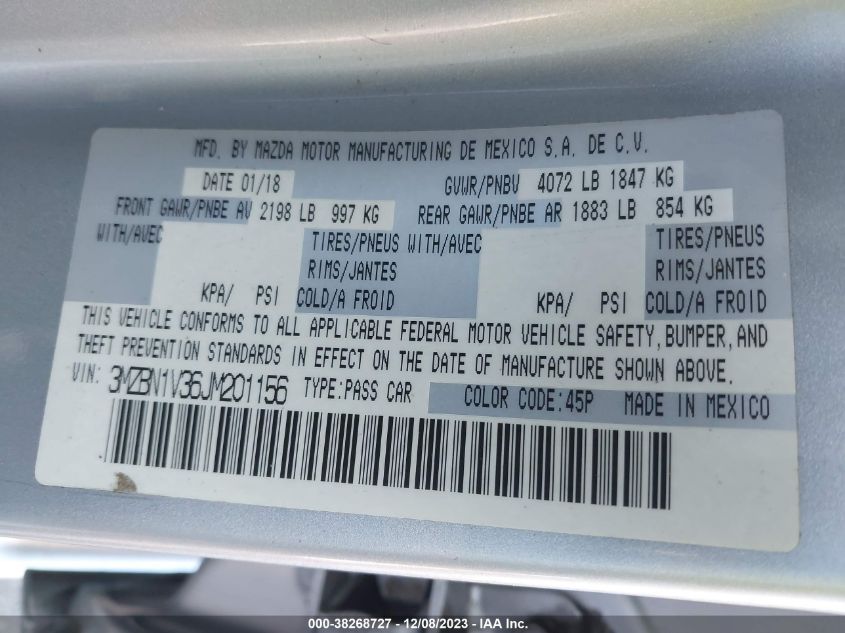 MFD. BY MAZDA MOTOR MANUFACTURING DE MEXICO S.A. DE C.V.
DATE 01/18 GVWR/PNBV 4072 LB 1847 KG
FRONT GAWR/PNBE AV 2198 LB 997 KG REAR GAWR/PNBE AR 1883 LB 854 KG
WITH/AVEC TIRES/PNEUS WITH/AVEC TIRES/PNEUS
RIMS/JANTES RIMS/JANTES
KPA/ PSI COLD/A FROID KPA/ PSI COLD/A FROID
THIS VEHICLE CONFORMS TO ALL APPLICABLE FEDERAL MOTOR VEHICLE SAFETY,BUMPER,AND
THEFT PREVENTION STANDARDS IN EFFECT ON THE DATE OF MANUFACTURE SHOWN ABOVE.
VIN: 3MZBN1V36JM201156 TYPE:PASS CAR COLOR CODE:45P MADE IN MEXICO
000-38268727 - 12/08/2023 - IAAI.com